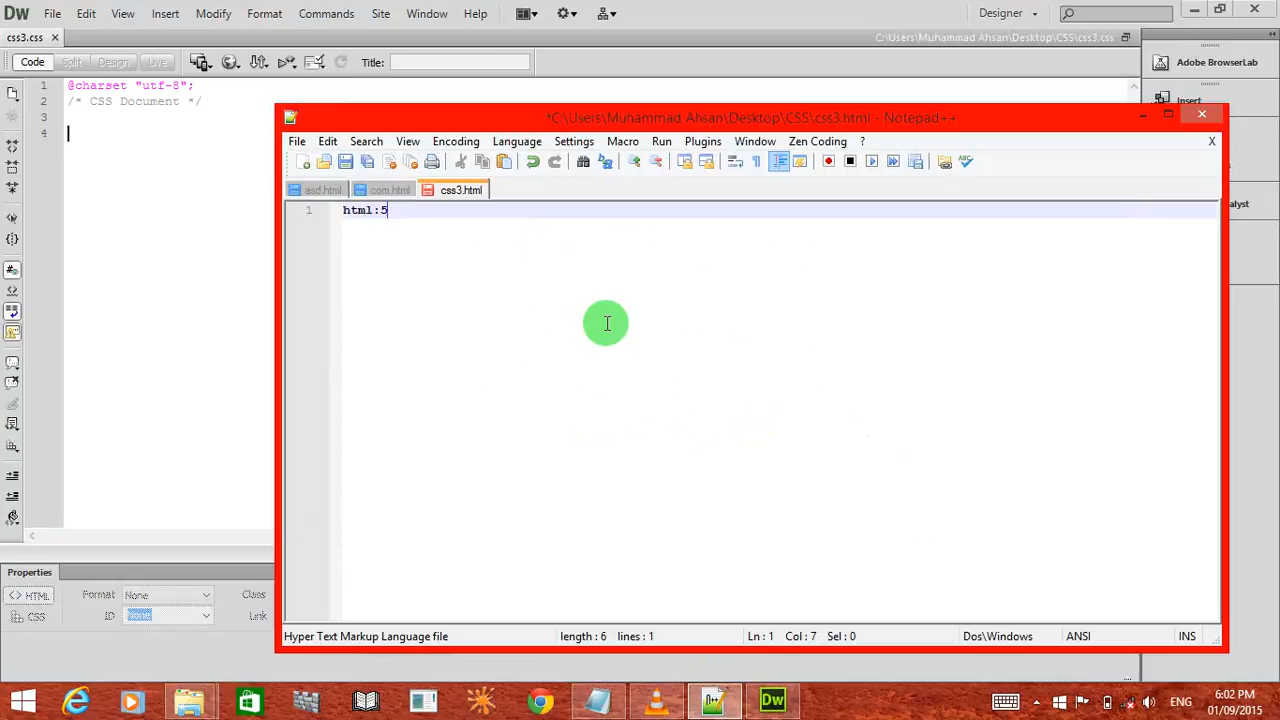 Dw File Edit View Insert Modify Format Commands Site Window Help Designer
css3.css × C:\Users\Muhammad Ahsan\Desktop\CSS\css3.css
Code Split Design Live Title: Adobe BrowserLab
1 @charset "utf-8";
2 /* CSS Document */
3
4
Insert
*C:\Users\Muhammad Ahsan\Desktop\CSS\css3.html - Notepad++
File Edit Search View Encoding Language Settings Macro Run Plugins Window Zen Coding ? X
asd.html com.html css3.html
1 html:5
alyst
Properties
<> HTML Format None Class
CSS ID None Link
Hyper Text Markup Language file length : 6 lines : 1 Ln : 1 Col : 7 Sel : 0 Dos\Windows ANSI INS
Dw ENG 6:02 PM
01/09/2015